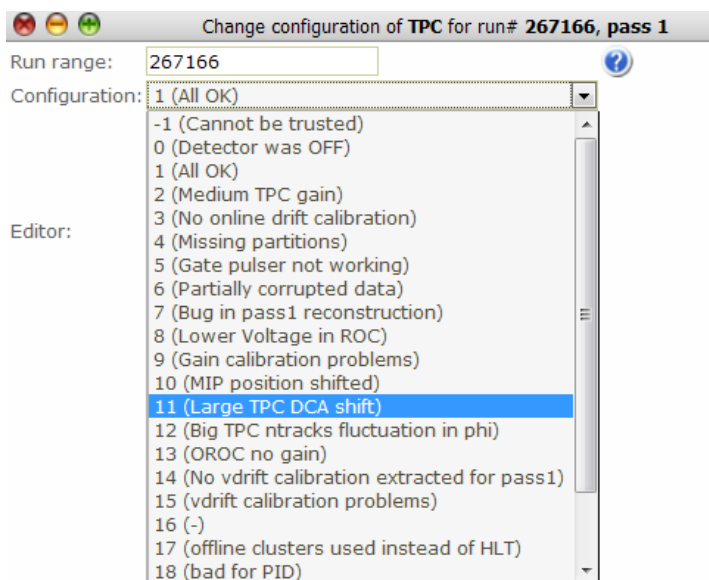 Change configuration of TPC for run# 267166, pass 1
Run range: 267166
Configuration: 1 (All OK)
-1 (Cannot be trusted)
0 (Detector was OFF)
1 (All OK)
2 (Medium TPC gain)
3 (No online drift calibration)
Editor:
4 (Missing partitions)
5 (Gate pulser not working)
6 (Partially corrupted data)
7 (Bug in pass1 reconstruction)
8 (Lower Voltage in ROC)
9 (Gain calibration problems)
10 (MIP position shifted)
11 (Large TPC DCA shift)
12 (Big TPC ntracks fluctuation in phi)
13 (OROC no gain)
14 (No vdrift calibration extracted for pass1)
15 (vdrift calibration problems)
16 (-)
17 (offline clusters used instead of HLT)
18 (bad for PID)